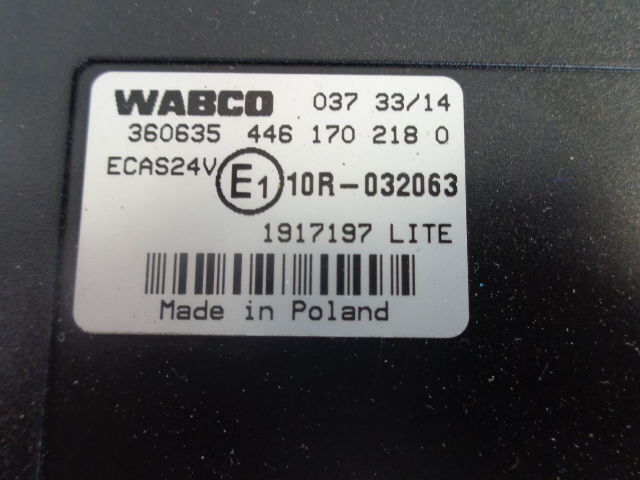 WABCO 037 33/14
360635 446 170 218 0
ECAS24V E1 10R-032063
1917197 LITE
Made in Poland